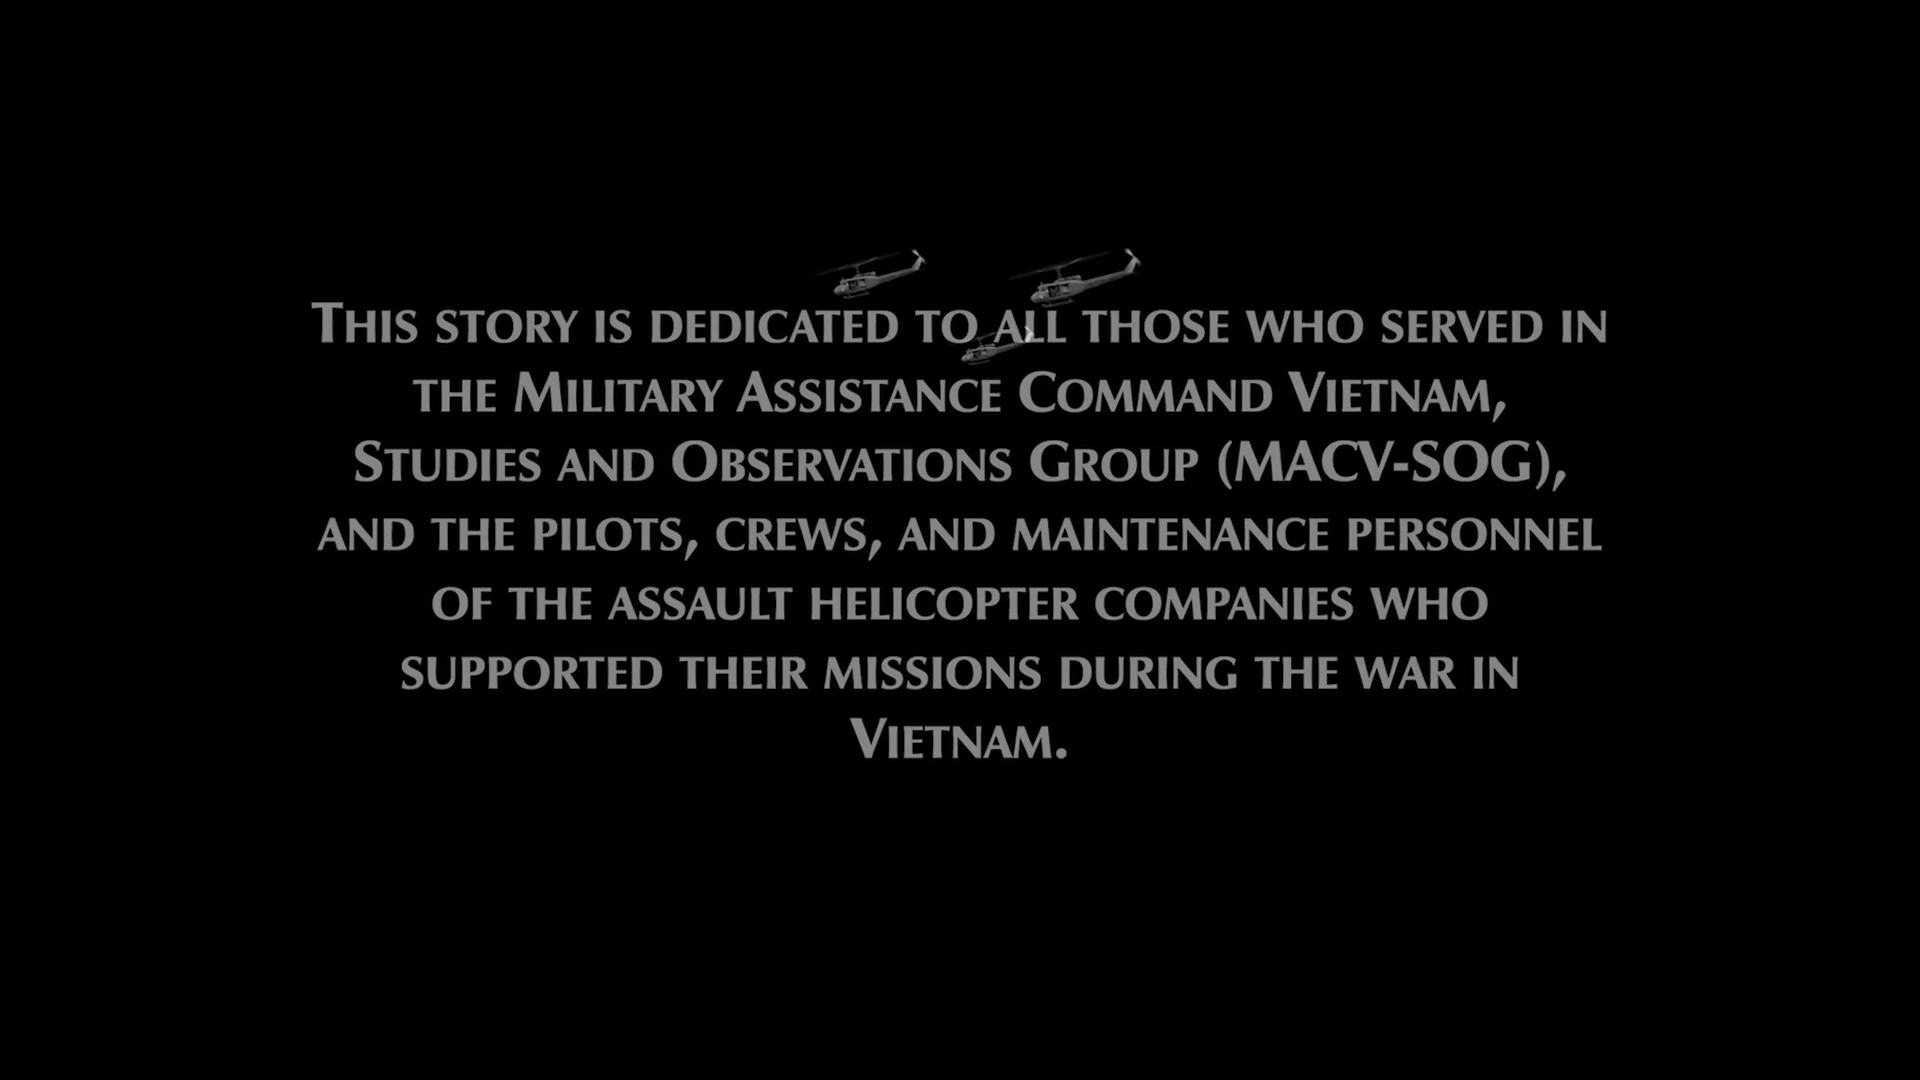 This story is dedicated to all those who served in
the Military Assistance Command Vietnam,
Studies and Observations Group (MACV-SOG),
and the pilots, crews, and maintenance personnel
of the assault helicopter companies who
supported their missions during the war in
Vietnam.